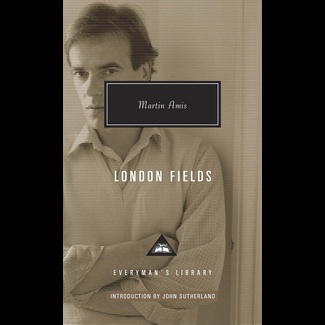 Martin Amis
LONDON FIELDS
EVERYMAN'S LIBRARY
INTRODUCTION BY JOHN SUTHERLAND